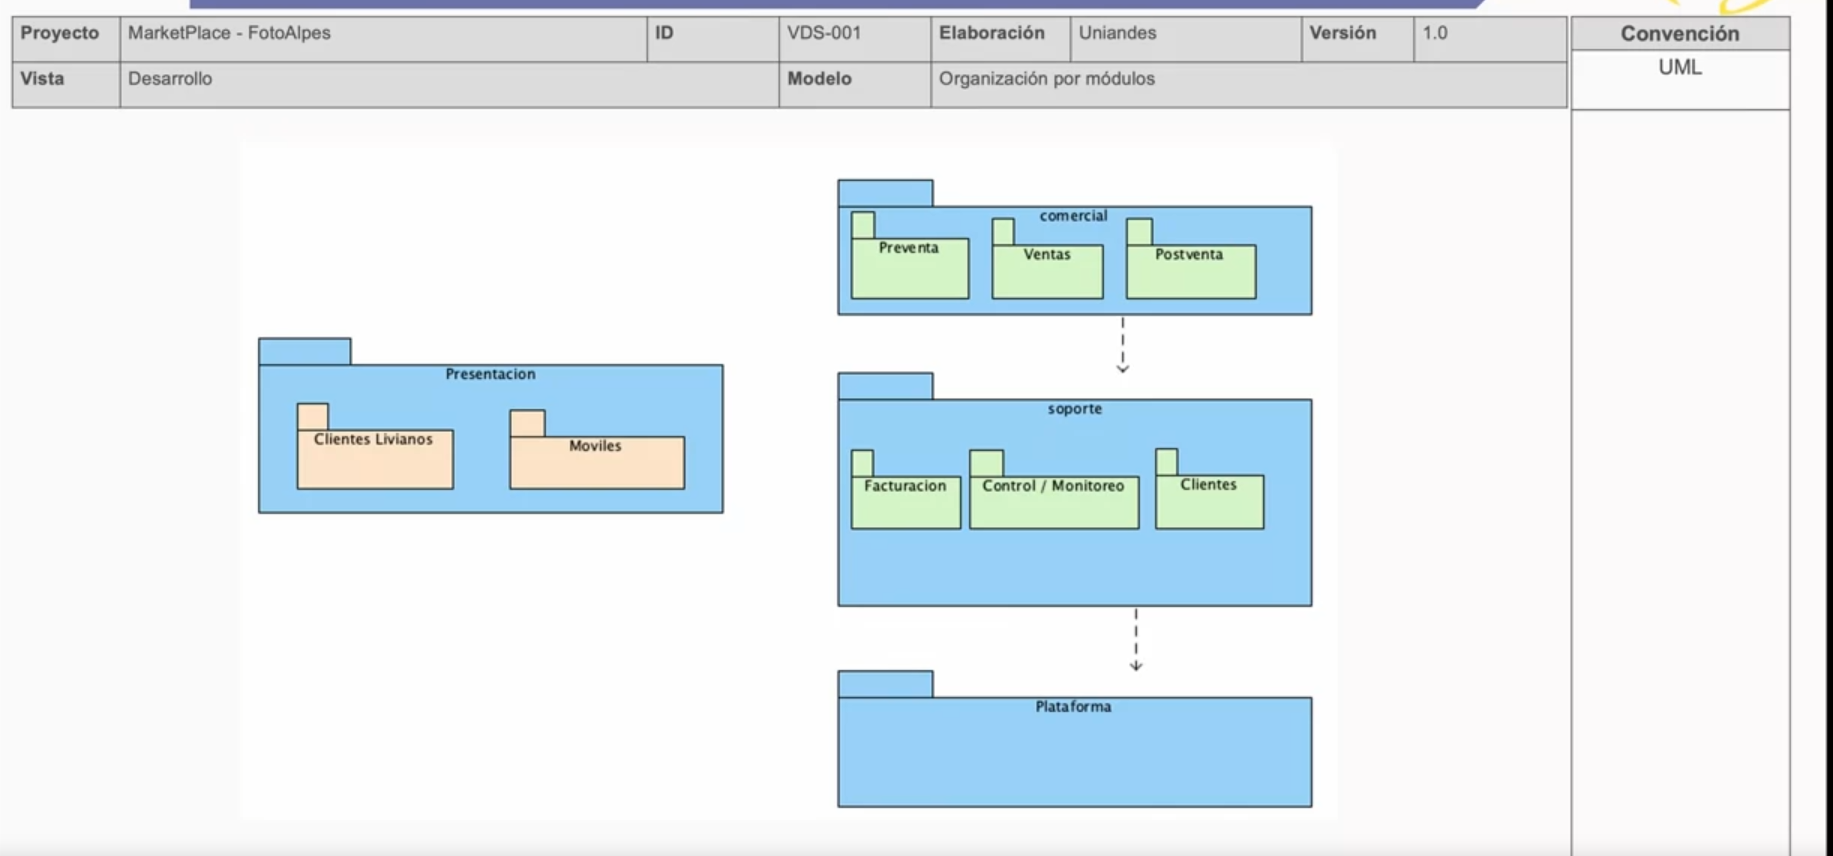 Proyecto MarketPlace - FotoAlpes ID VDS-001 Elaboración Uniandes Versión 1.0 Convención
Vista Desarrollo Modelo Organización por módulos UML
comercial
Preventa Ventas Postventa
Presentacion
Clientes Livianos Moviles
soporte
Facturacion Control / Monitoreo Clientes
Plataforma